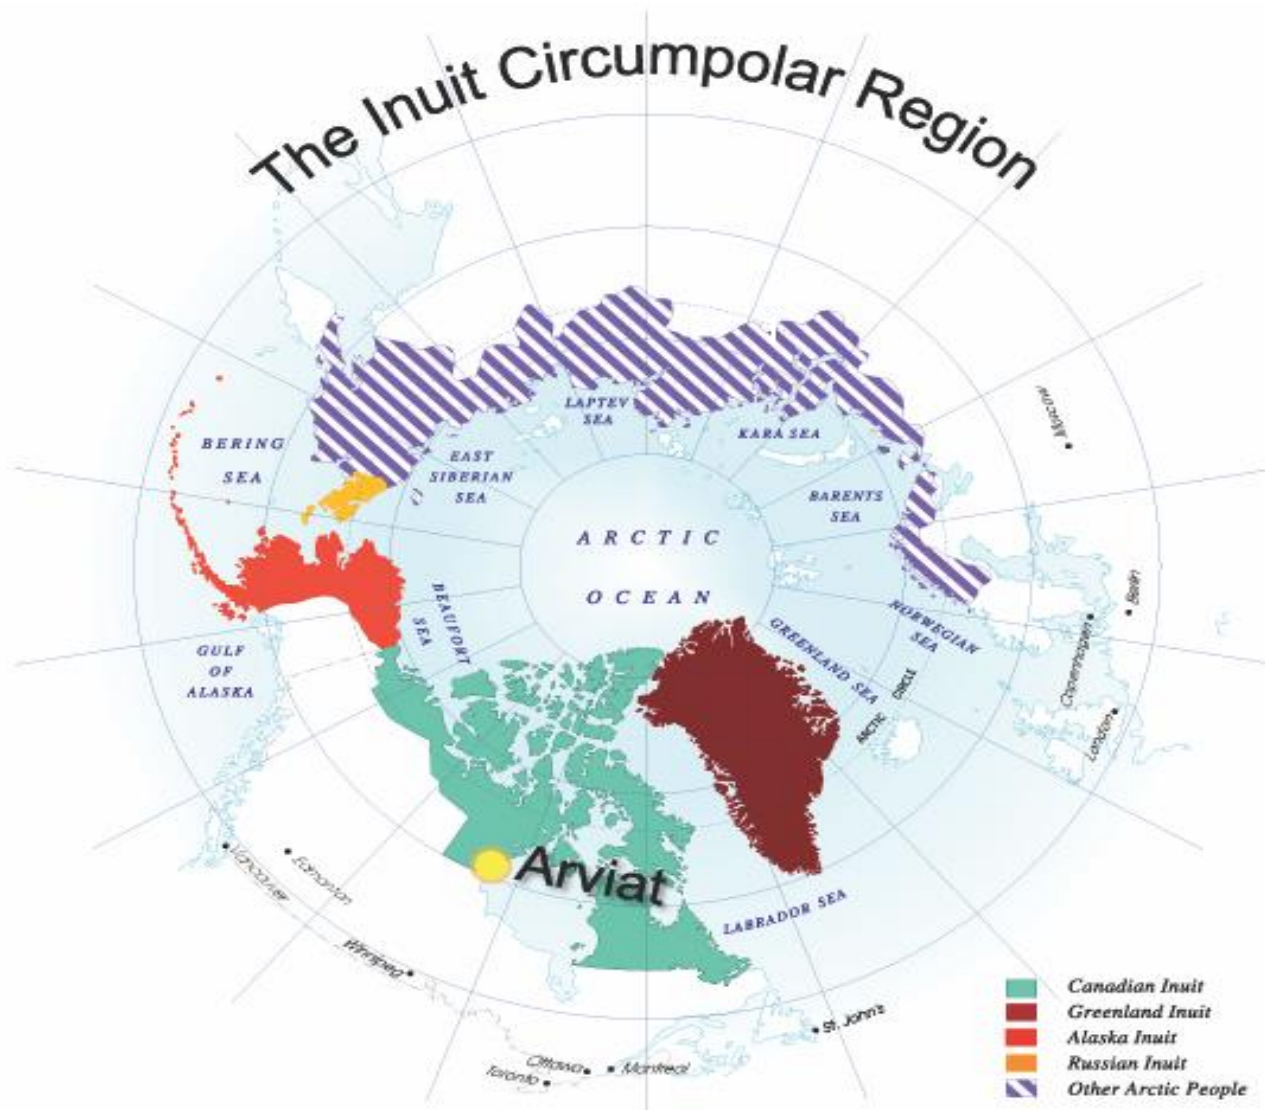 The Inuit Circumpolar Region
LAPTEV
SEA
KARA SEA
BERING
SEA
EAST
SIBERIAN
SEA
BARENTS
SEA
ARCTIC
OCEAN
BEAUFORT
SEA
GREENLAND SEA
NORWEGIAN
SEA
GULF
OF
ALASKA
ARCTIC CIRCLE
Berlin
Copenhagen
London
Vancouver
Edmonton
Winnipeg
Arviat
LABRADOR SEA
St. John's
Ottawa
Montreal
Toronto
Canadian Inuit
Greenland Inuit
Alaska Inuit
Russian Inuit
Other Arctic People